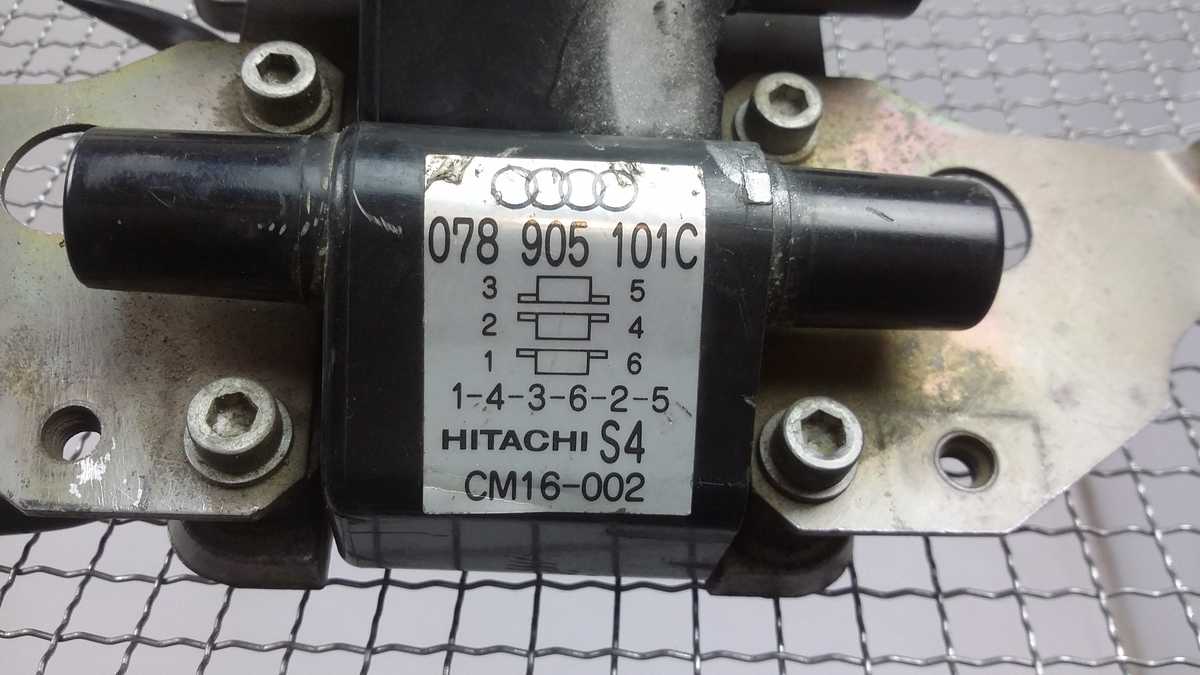 078 905 101C
3 5
2 4
1 6
1-4-3-6-2-5
HITACHI S4
CM16-002